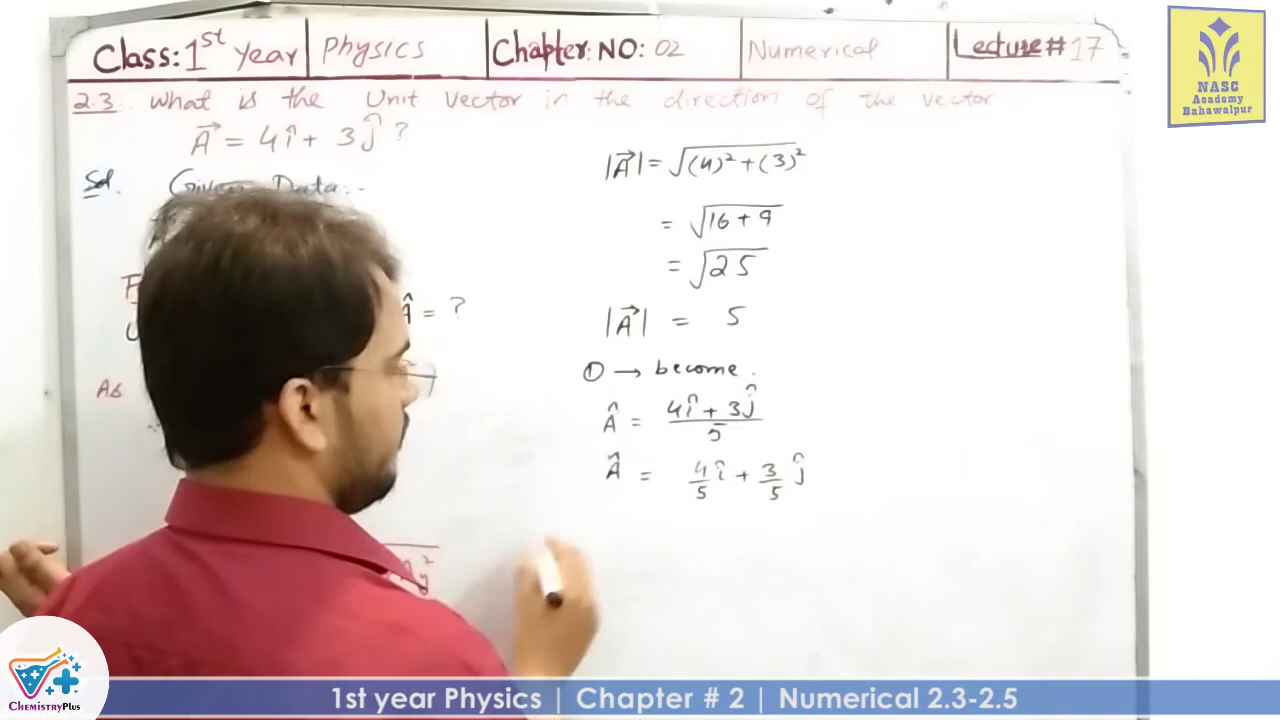 Class: 1st Year | Physics | Chapter: NO: 02 | Numerical | Lecture # 17
NASC
Academy
Bahawalpur
2.3. What is the Unit Vector in the direction of the vector
A⃗ = 4î + 3ĵ ?
Sol. Given Data:-
 = ?
As
|A⃗| = √(4)² + (3)²
= √16 + 9
= √25
|A⃗| = 5
① → become.
 = 4î + 3ĵ / 5
 = 4/5 î + 3/5 ĵ
ChemistryPlus
1st year Physics | Chapter # 2 | Numerical 2.3-2.5